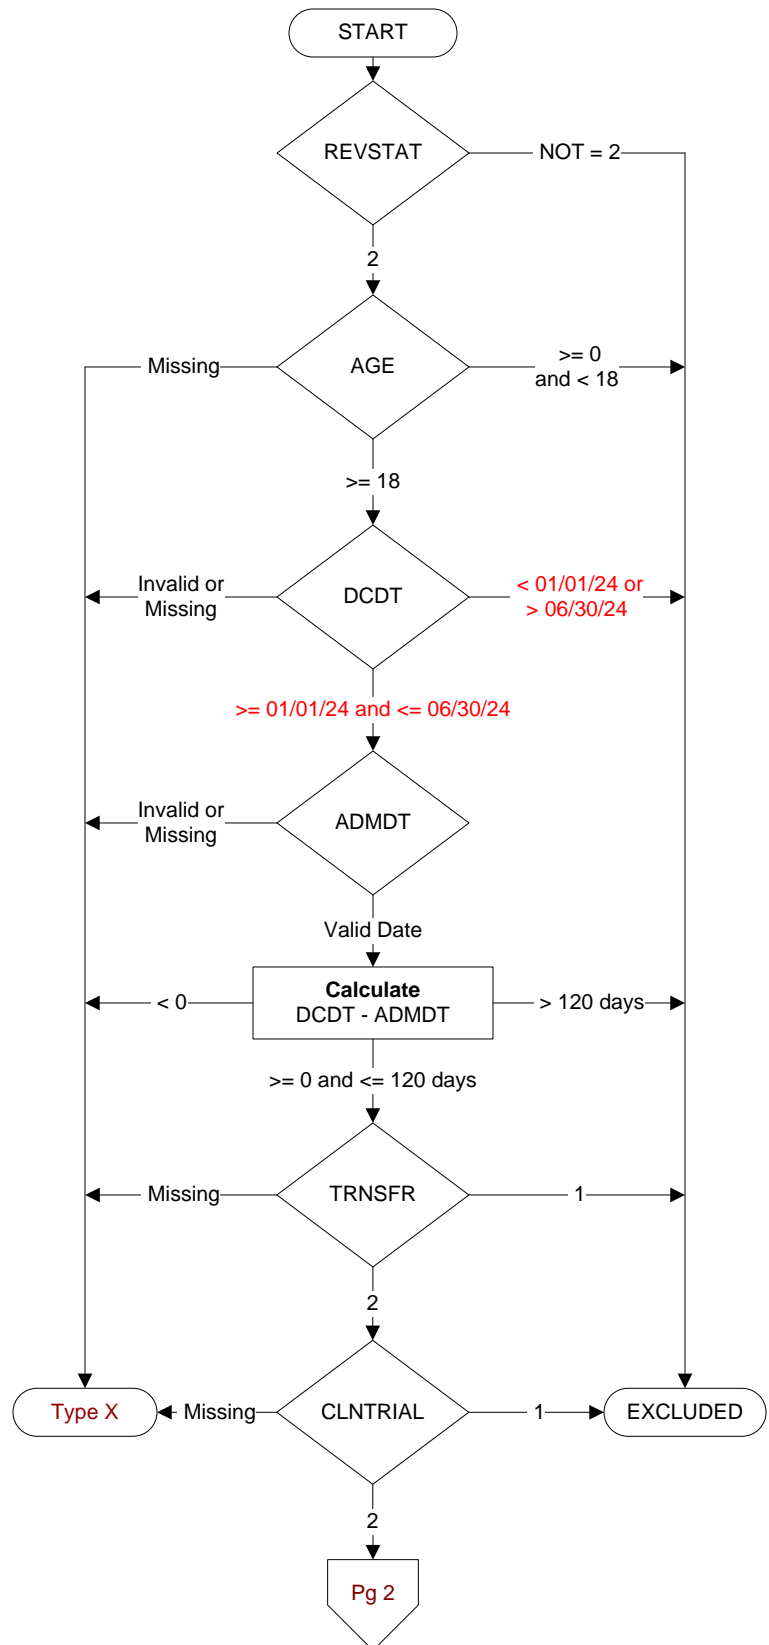 START
REVSTAT
NOT = 2
2
Missing
AGE
>= 0
and < 18
>= 18
Invalid or
Missing
DCDT
< 01/01/24 or
> 06/30/24
>= 01/01/24 and <= 06/30/24
Invalid or
Missing
ADMDT
Valid Date
< 0
Calculate
DCDT - ADMDT
> 120 days
>= 0 and <= 120 days
Missing
TRNSFR
1
2
Type X
Missing
CLNTRIAL
1
EXCLUDED
2
Pg 2